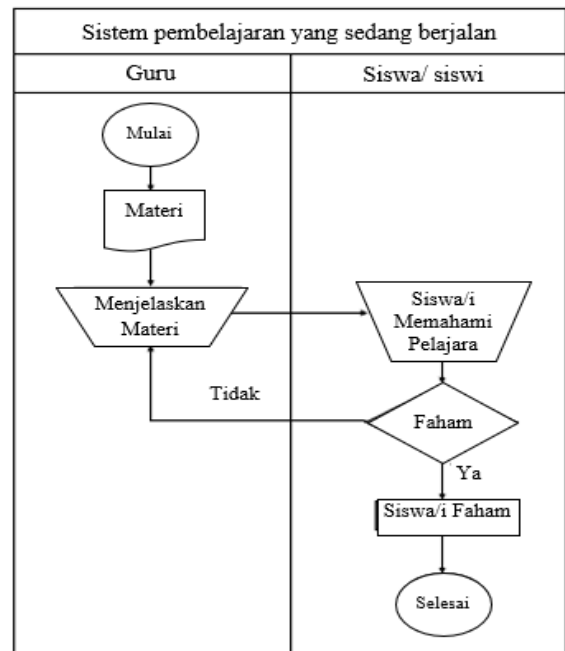 Sistem pembelajaran yang sedang berjalan
Guru
Siswa/ siswi
Mulai
Materi
Menjelaskan
Materi
Siswa/i
Memahami
Pelajara
Tidak
Faham
Ya
Siswa/i Faham
Selesai